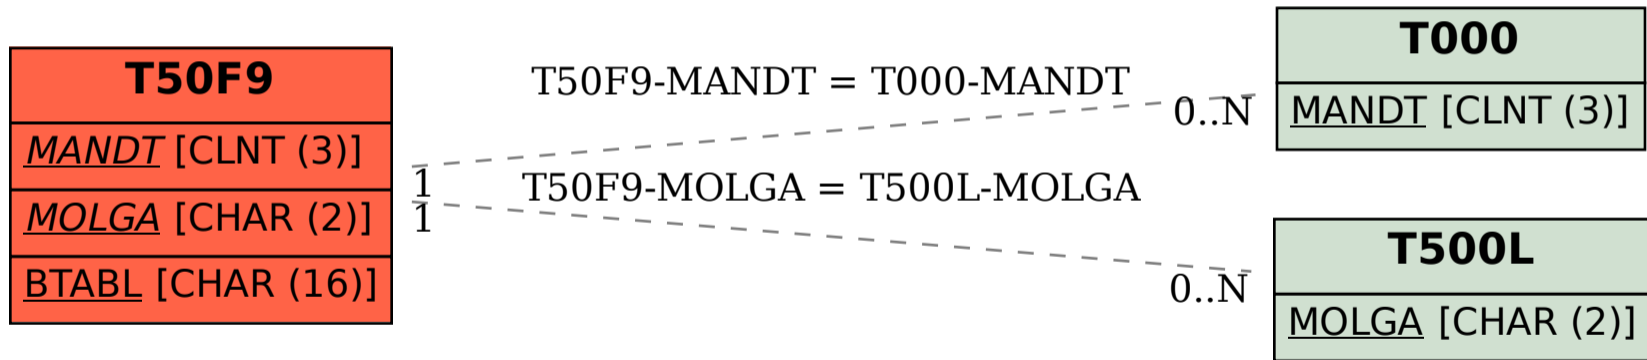 T50F9
MANDT [CLNT (3)]
MOLGA [CHAR (2)]
BTABL [CHAR (16)]
T50F9-MANDT = T000-MANDT
0..N
1
T50F9-MOLGA = T500L-MOLGA
1
0..N
T000
MANDT [CLNT (3)]
T500L
MOLGA [CHAR (2)]